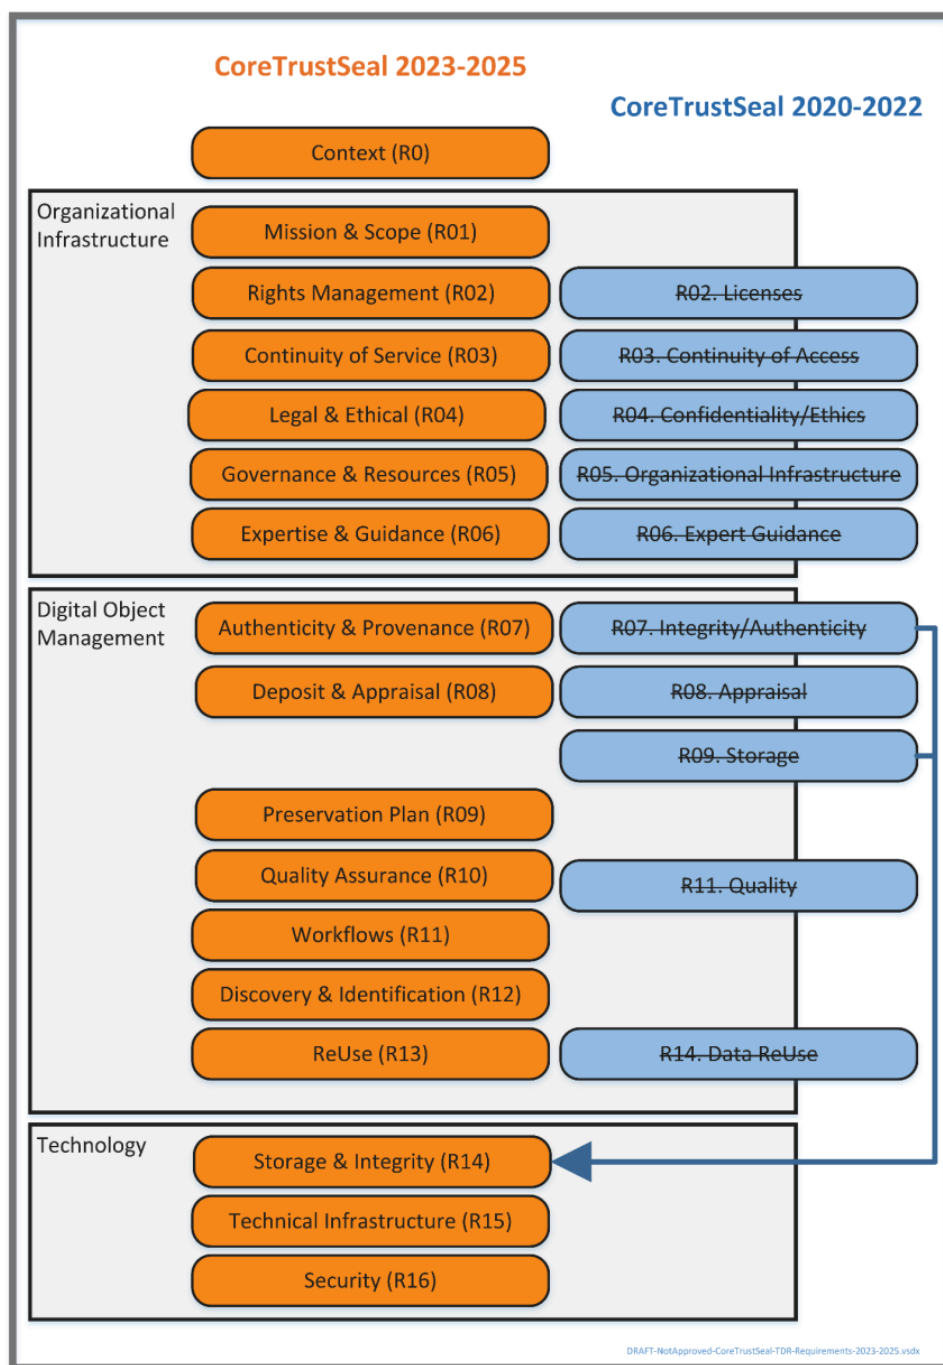 CoreTrustSeal 2023-2025
CoreTrustSeal 2020-2022
Context (R0)
Organizational
Infrastructure
Mission & Scope (R01)
Rights Management (R02)
R02. Licenses
Continuity of Service (R03)
R03. Continuity of Access
Legal & Ethical (R04)
R04. Confidentiality/Ethics
Governance & Resources (R05)
R05. Organizational Infrastructure
Expertise & Guidance (R06)
R06. Expert Guidance
Digital Object
Management
Authenticity & Provenance (R07)
R07. Integrity/Authenticity
Deposit & Appraisal (R08)
R08. Appraisal
R09. Storage
Preservation Plan (R09)
Quality Assurance (R10)
R11. Quality
Workflows (R11)
Discovery & Identification (R12)
ReUse (R13)
R14. Data ReUse
Technology
Storage & Integrity (R14)
Technical Infrastructure (R15)
Security (R16)
DRAFT-NotApproved-CoreTrustSeal-TDR-Requirements-2023-2025.vsdx